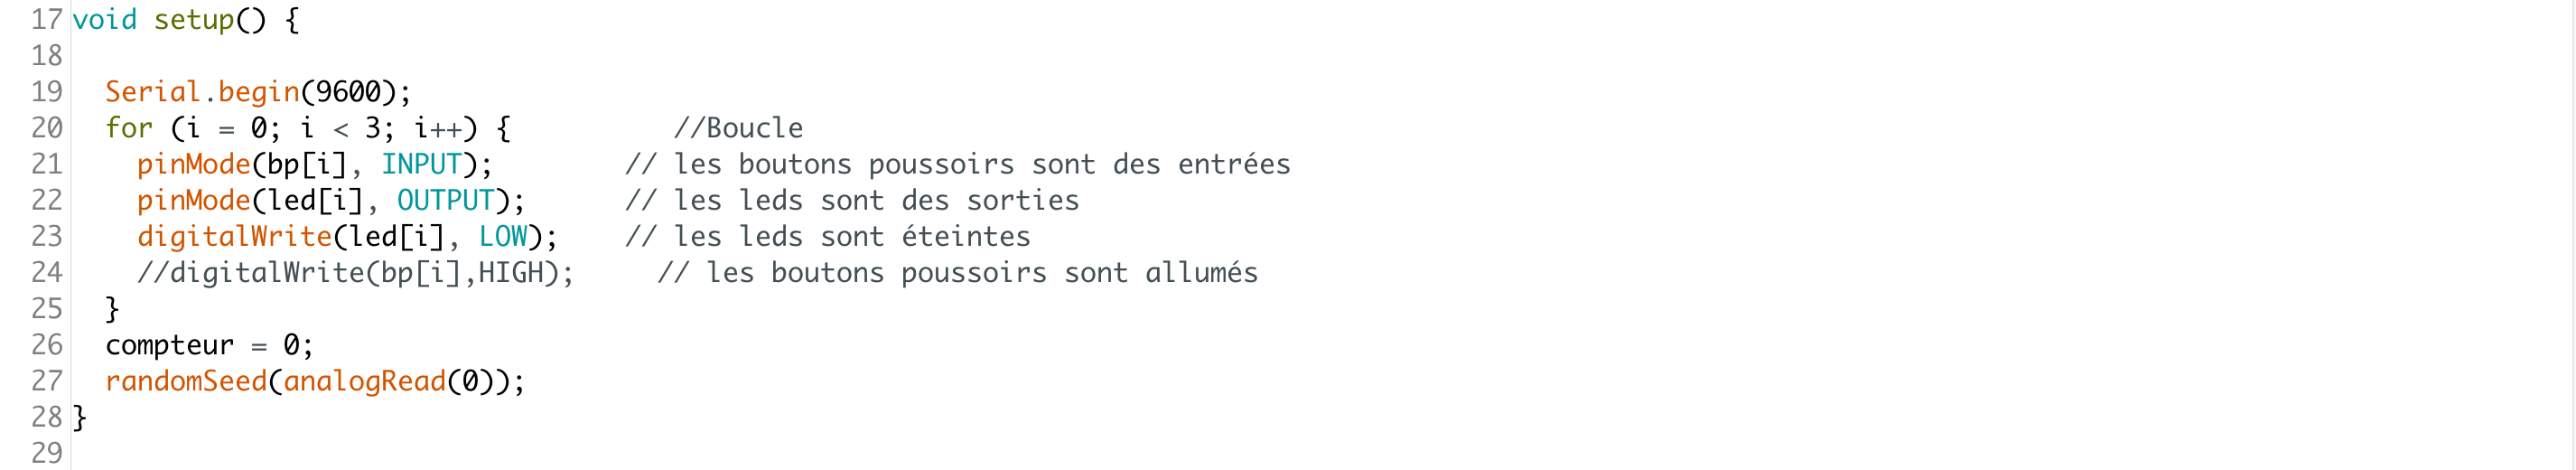 17 void setup() {
18
19 Serial.begin(9600);
20 for (i = 0; i < 3; i++) { //Boucle
21 pinMode(bp[i], INPUT); // les boutons poussoirs sont des entrées
22 pinMode(led[i], OUTPUT); // les leds sont des sorties
23 digitalWrite(led[i], LOW); // les leds sont éteintes
24 //digitalWrite(bp[i],HIGH); // les boutons poussoirs sont allumés
25 }
26 compteur = 0;
27 randomSeed(analogRead(0));
28 }
29